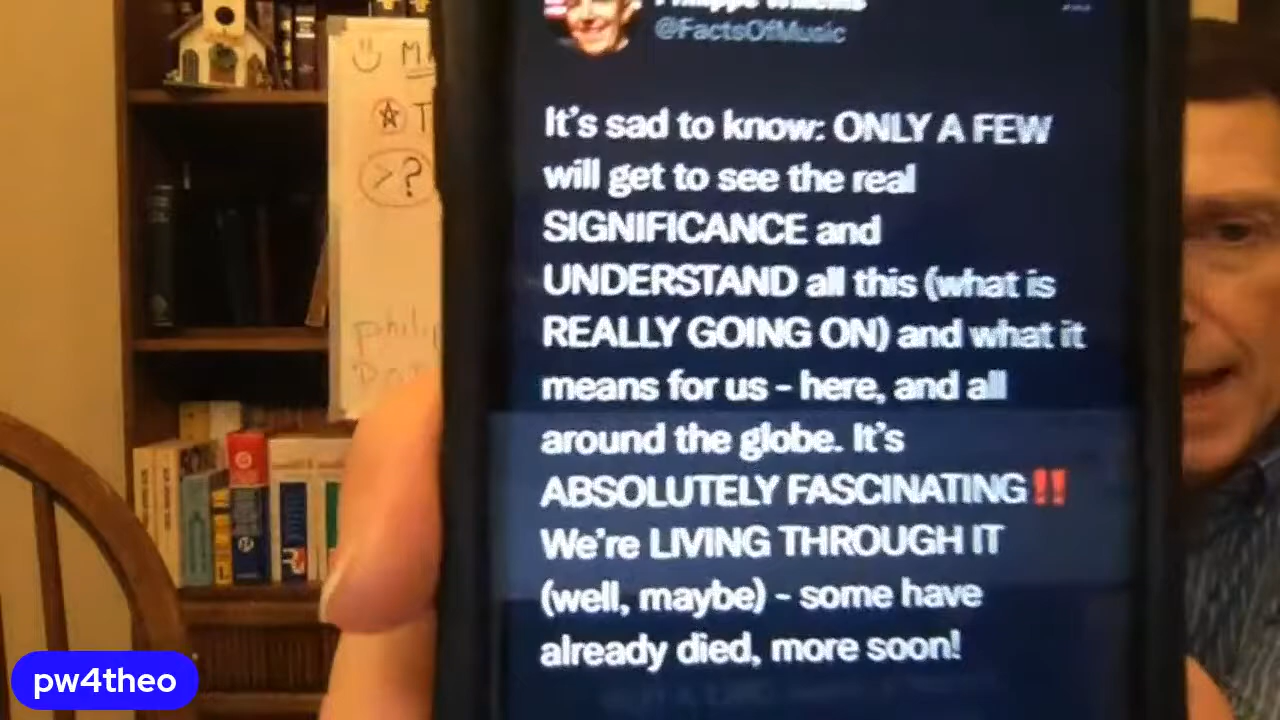 @FactsOfMusic
It's sad to know: ONLY A FEW
will get to see the real
SIGNIFICANCE and
UNDERSTAND all this (what is
REALLY GOING ON) and what it
means for us - here, and all
around the globe. It's
ABSOLUTELY FASCINATING‼
We're LIVING THROUGH IT
(well, maybe) - some have
already died, more soon!
>?
pw4theo